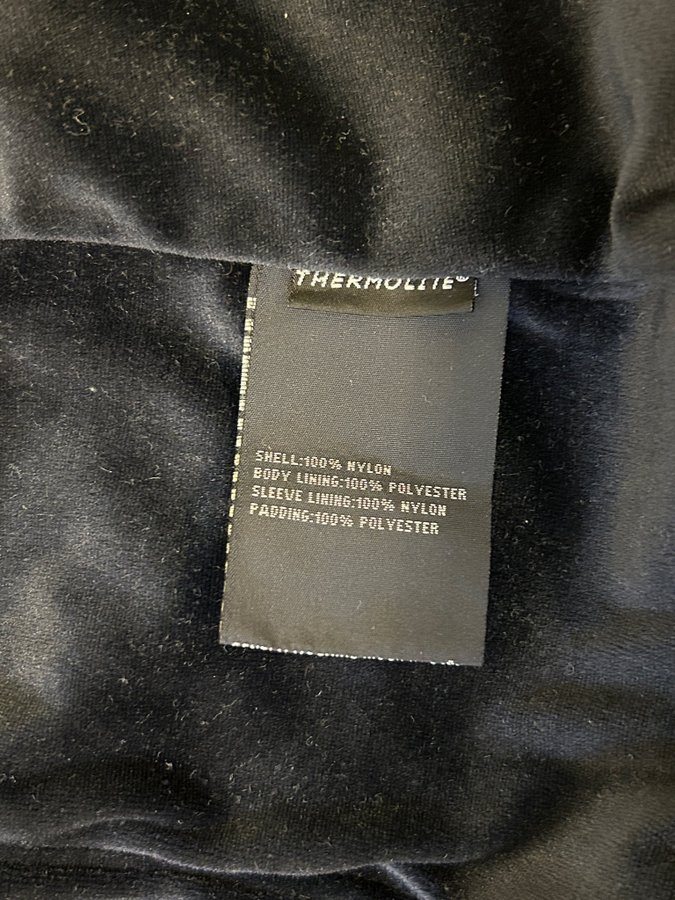 THERMOLITE®
SHELL:100% NYLON
BODY LINING:100% POLYESTER
SLEEVE LINING:100% NYLON
PADDING:100% POLYESTER